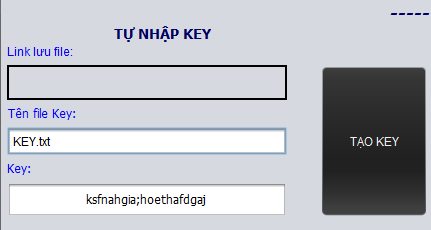 TỰ NHẬP KEY
Link lưu file:
Tên file Key:
KEY.txt
TẠO KEY
Key:
ksfnahgia;hoethafdgaj